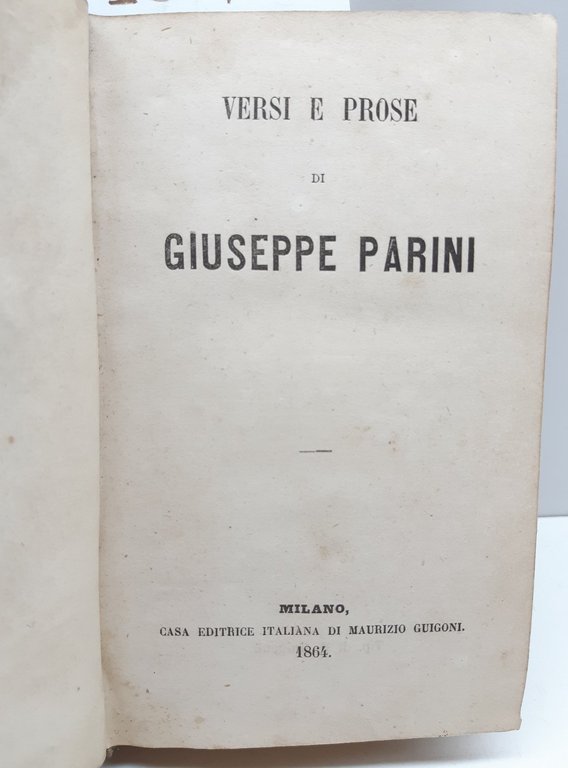 VERSI E PROSE
DI
GIUSEPPE PARINI
MILANO,
CASA EDITRICE ITALIANA DI MAURIZIO GUIGONI.
1864.